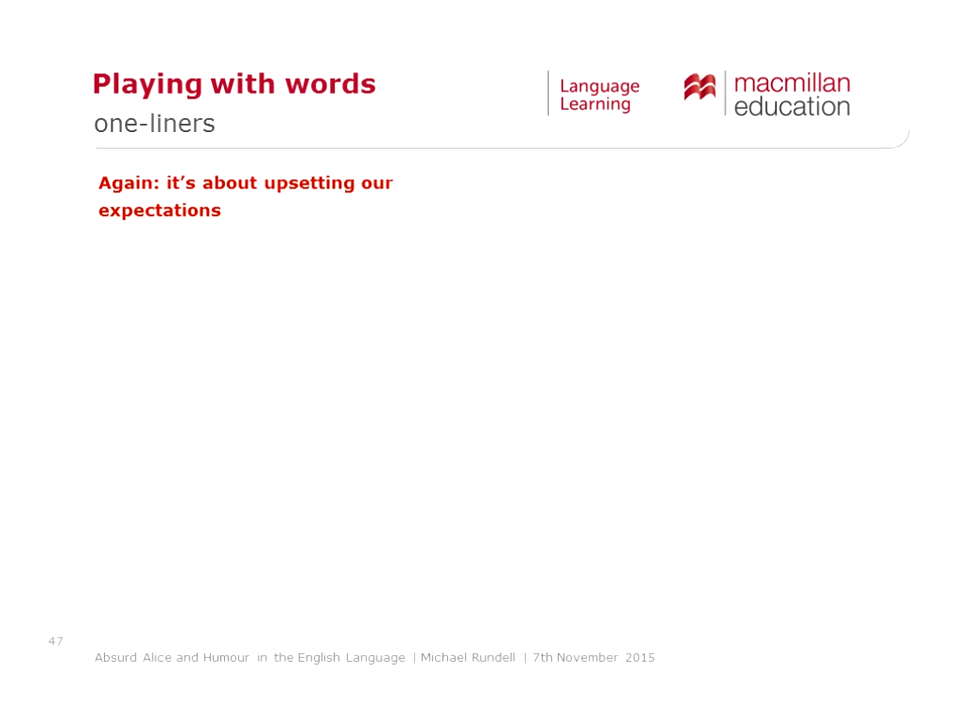 Playing with words
one-liners
Language
Learning
macmillan
education
Again: it’s about upsetting our
expectations
47
Absurd Alice and Humour in the English Language | Michael Rundell | 7th November 2015